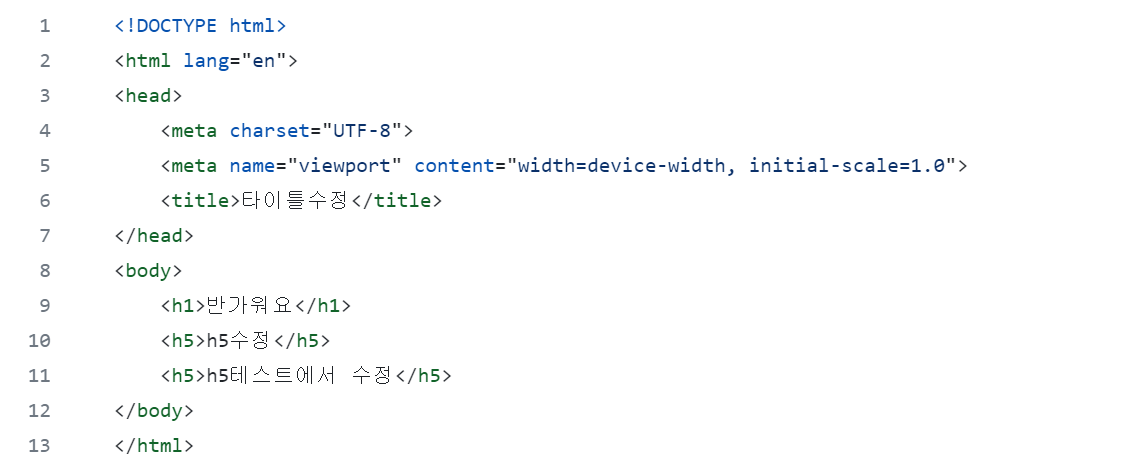 1 <!DOCTYPE html>
2 <html lang="en">
3 <head>
4     <meta charset="UTF-8">
5     <meta name="viewport" content="width=device-width, initial-scale=1.0">
6     <title>타이틀수정</title>
7 </head>
8 <body>
9     <h1>반가워요</h1>
10     <h5>h5수정</h5>
11     <h5>h5테스트에서 수정</h5>
12 </body>
13 </html>